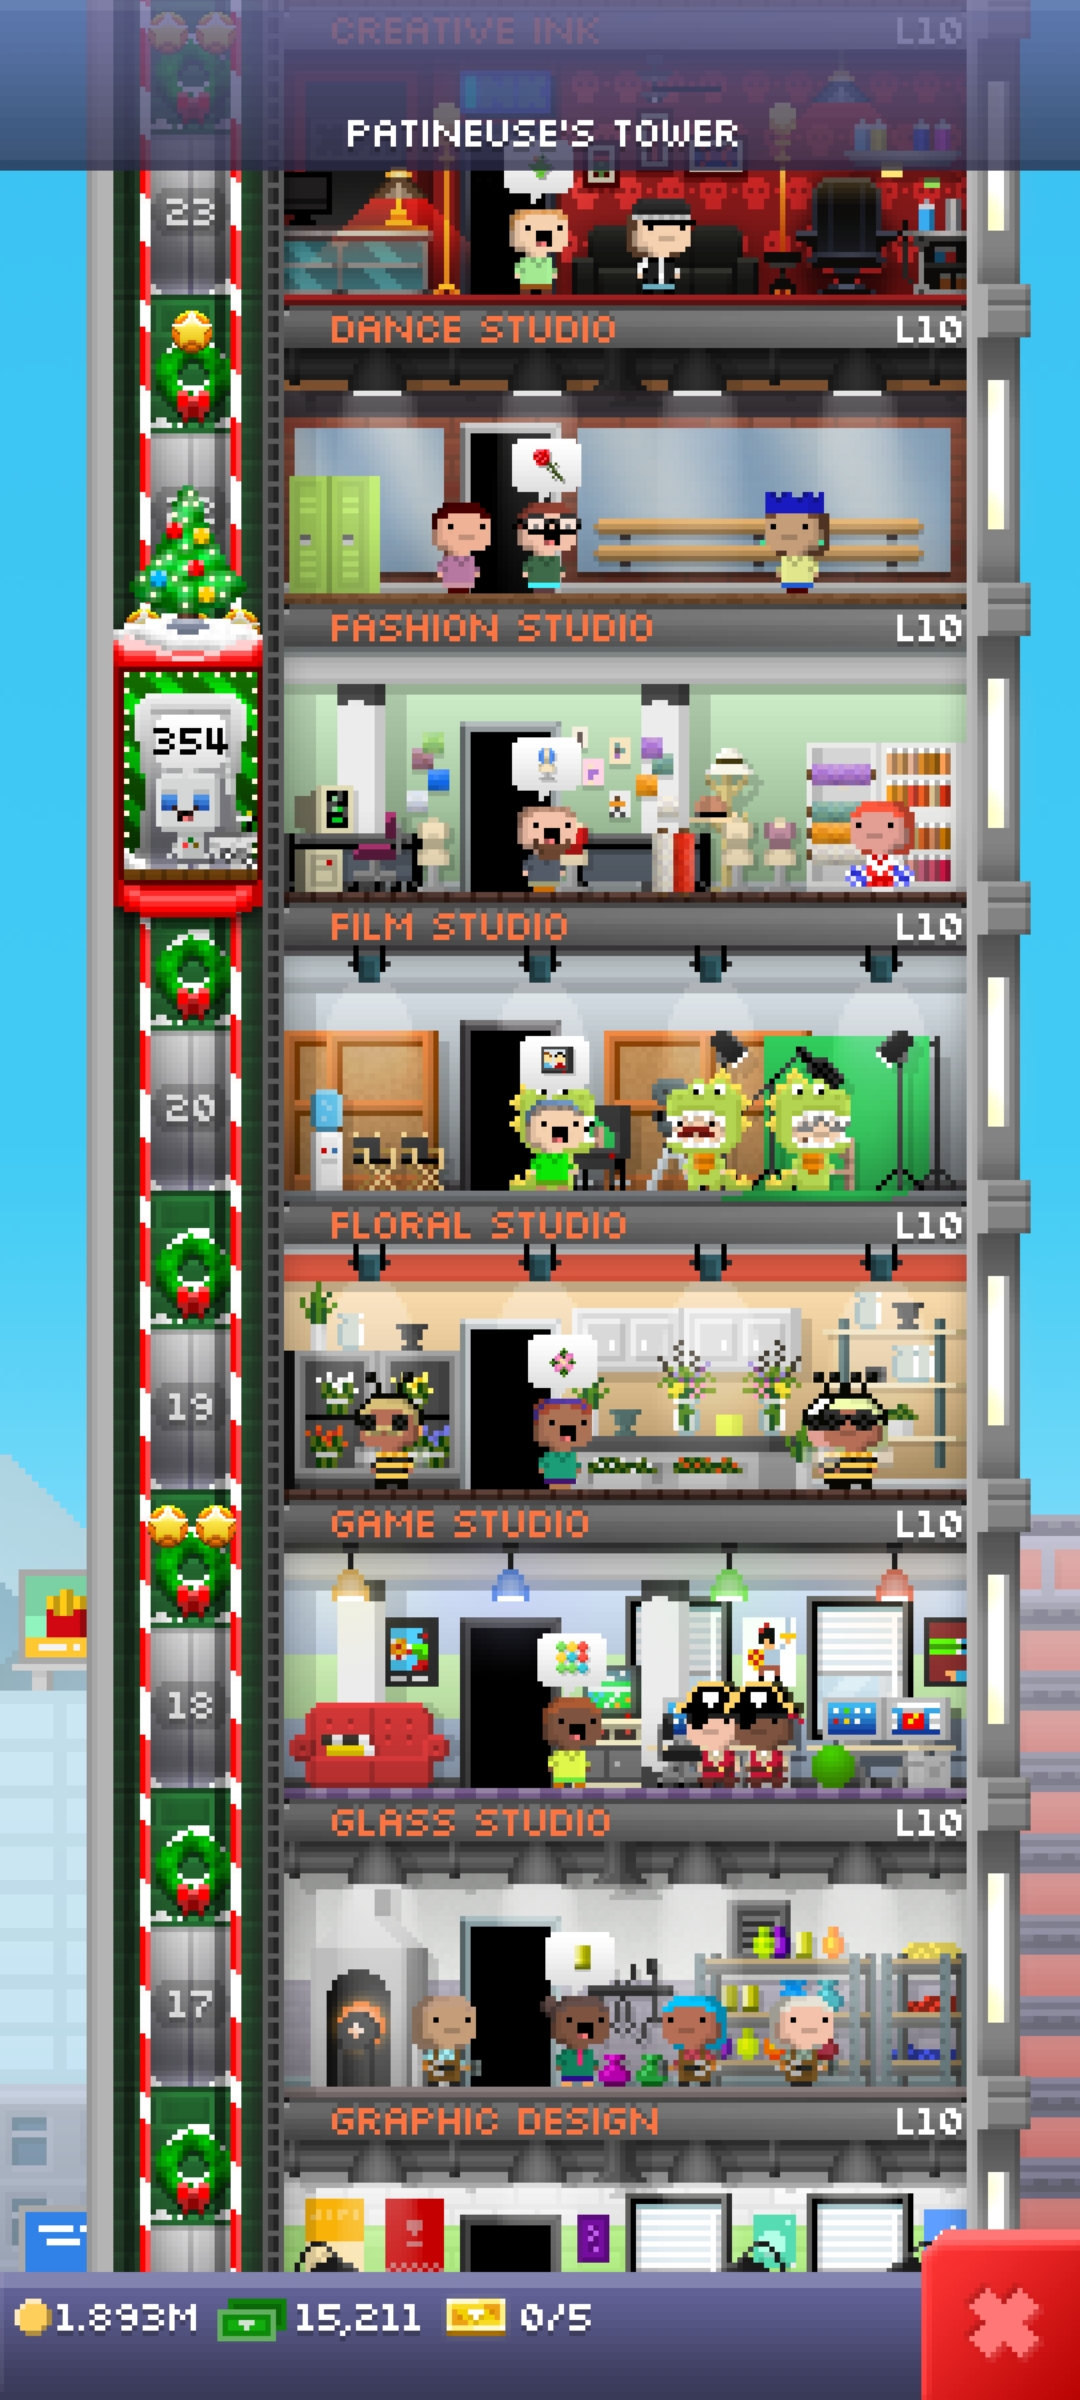 CREATIVE INK L10
PATINEUSE'S TOWER
23
DANCE STUDIO L10
FASHION STUDIO L10
354
FILM STUDIO L10
20
FLORAL STUDIO L10
19
GAME STUDIO L10
18
GLASS STUDIO L10
17
GRAPHIC DESIGN L10
1.893M 15,211 0/5